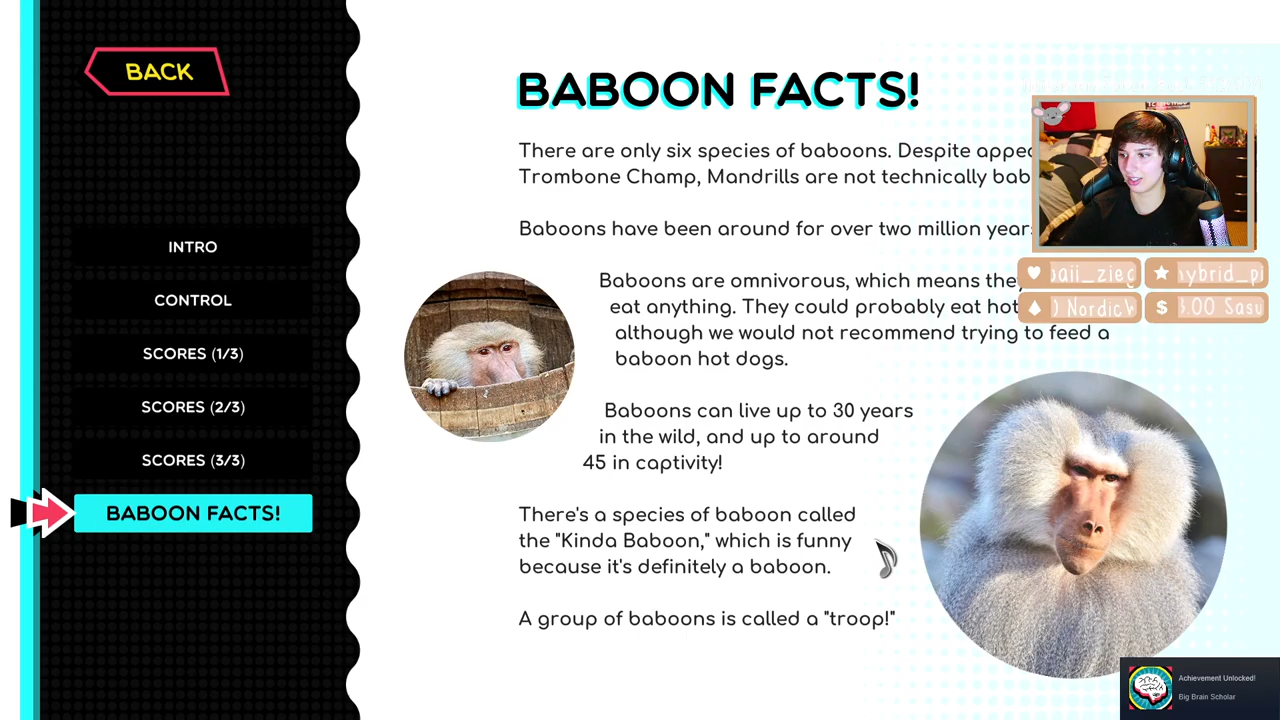 BACK
INTRO
CONTROL
SCORES (1/3)
SCORES (2/3)
SCORES (3/3)
BABOON FACTS!
BABOON FACTS!
There are only six species of baboons. Despite
Trombone Champ, Mandrills are not technically
Baboons have been around for over two million years
Baboons are omnivorous, which means they
eat anything. They could probably eat hot
although we would not recommend trying to feed a
baboon hot dogs.
Baboons can live up to 30 years
in the wild, and up to around
45 in captivity!
There's a species of baboon called
the "Kinda Baboon," which is funny
because it's definitely a baboon.
A group of baboons is called a "troop!"
Achievement Unlocked!
Big Brain Scholar